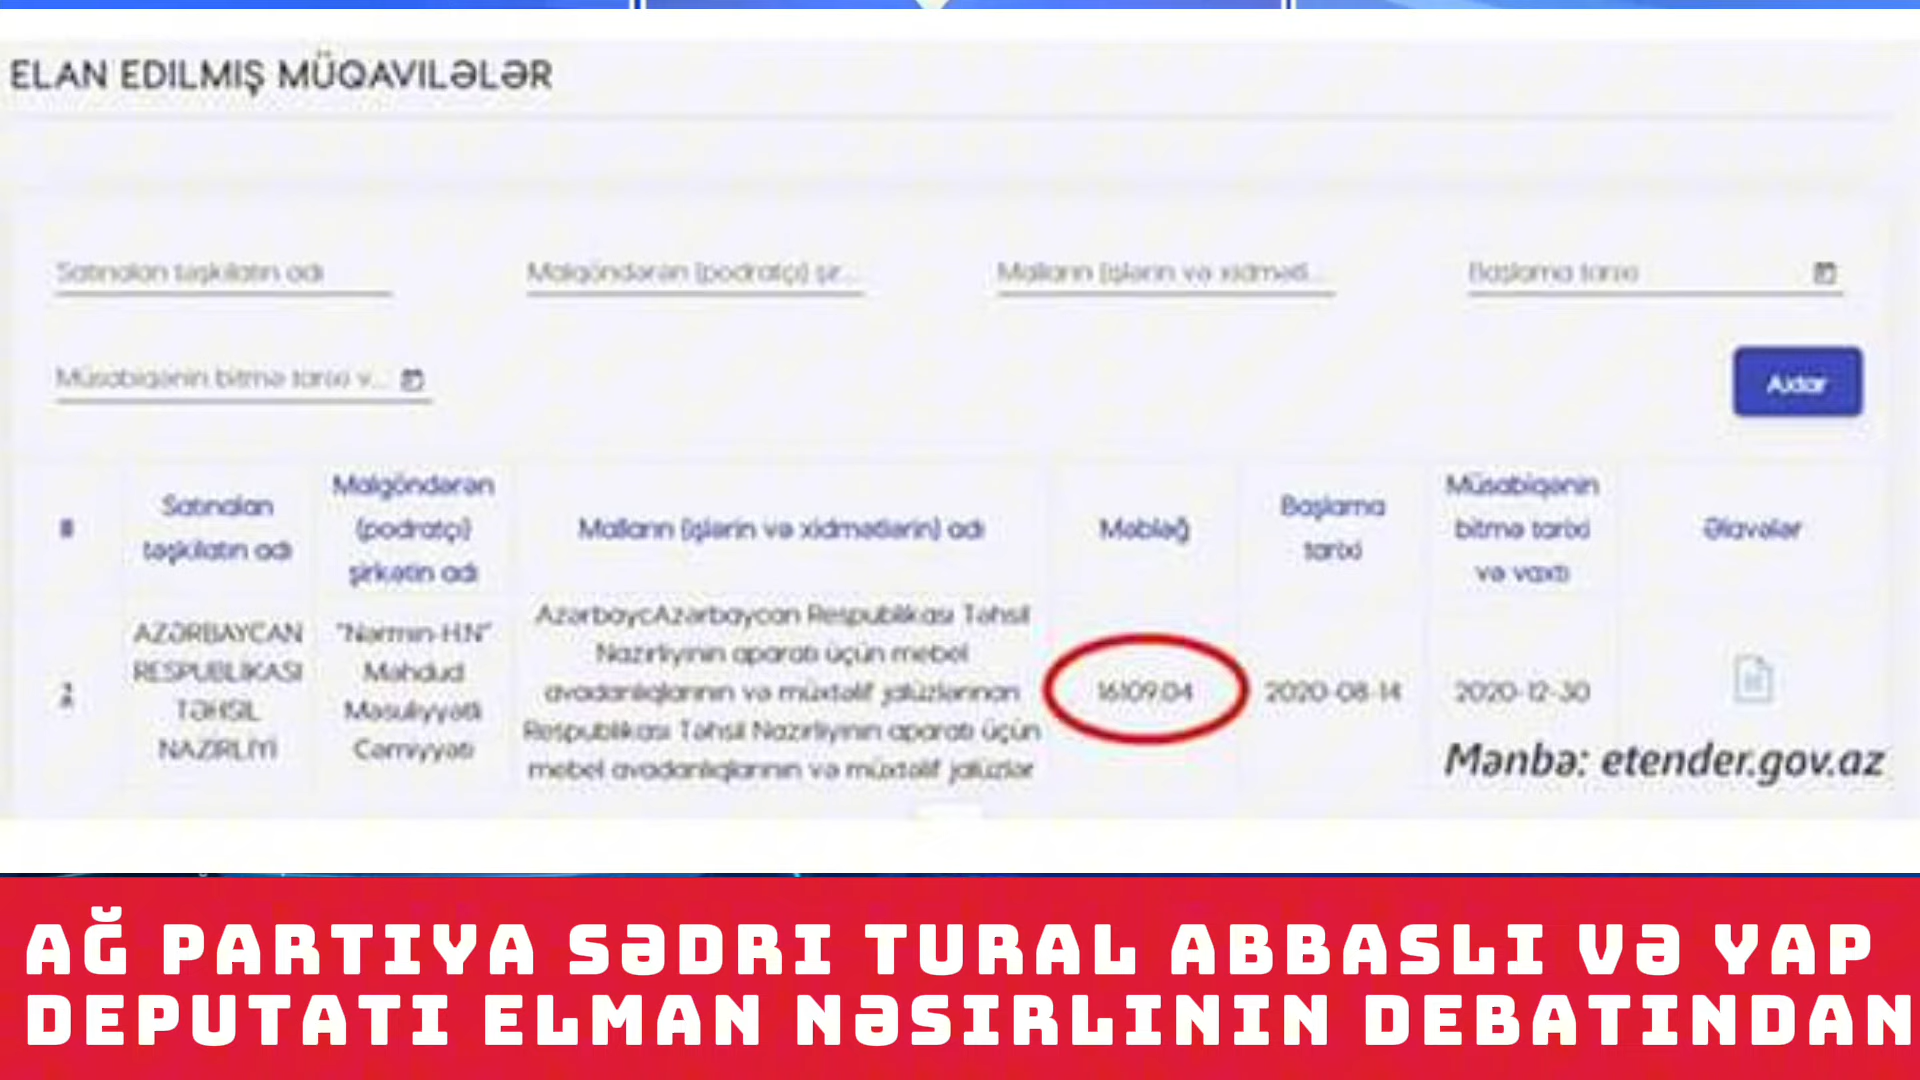 ELAN EDILMIŞ MÜQAVILƏLƏR
Satınalan təşkilatın adı
Malgöndərən (podratçı) şir...
Malların (işlərin və xidmətl...
Başlama tarixi
Müsabiqənin bitmə tarixi v...
Axtar
#
Satınalan
təşkilatın adı
Malgöndərən
(podratçı)
şirkətin adı
Malların (işlərin və xidmətlərin) adı
Məbləğ
Başlama
tarixi
Müsabiqənin
bitmə tarixi
və vaxtı
Əlavələr
AZƏRBAYCAN
RESPUBLIKASI
TƏHSIL
NAZIRLIYI
"Nərmin-H.N"
Məhdud
Məsuliyyətli
Cəmiyyəti
AzərbaycAzərbaycan Respublikası Təhsil
Nazirliyinin aparatı üçün mebel
avadanlıqlarının və müxtəlif jalüzlərinnan
Respublikası Təhsil Nazirliyinin aparatı üçün
mebel avadanlıqlarının və müxtəlif jalüzlər
16109.04
2020-08-14
2020-12-30
Mənbə: etender.gov.az
AĞ PARTIYA SƏDRI TURAL ABBASLI VƏ YAP
DEPUTATI ELMAN NƏSIRLININ DEBATINDAN